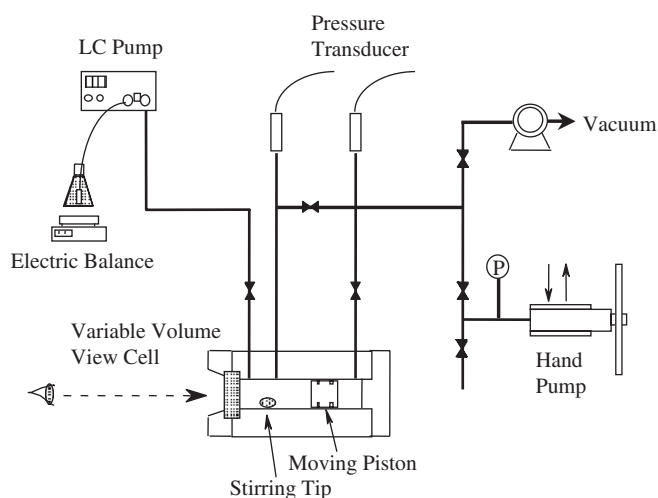 Pressure
Transducer
LC Pump
Vacuum
Electric Balance
P
Variable Volume
View Cell
Hand
Pump
Moving Piston
Stirring Tip